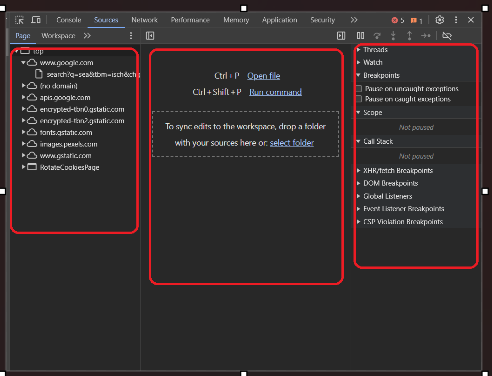 Console Sources Network Performance Memory Application Security 5 1
Page Workspace
top
www.google.com
search?q=sea&tbm=isch&ch
(no domain)
apis.google.com
encrypted-tbn0.gstatic.com
encrypted-tbn2.gstatic.com
fonts.gstatic.com
images.pexels.com
www.gstatic.com
RotateCookiesPage
Ctrl + P Open file
Ctrl + Shift + P Run command
To sync edits to the workspace, drop a folder
with your sources here or: select folder
Threads
Watch
Breakpoints
Pause on uncaught exceptions
Pause on caught exceptions
Scope
Not paused
Call Stack
Not paused
XHR/fetch Breakpoints
DOM Breakpoints
Global Listeners
Event Listener Breakpoints
CSP Violation Breakpoints